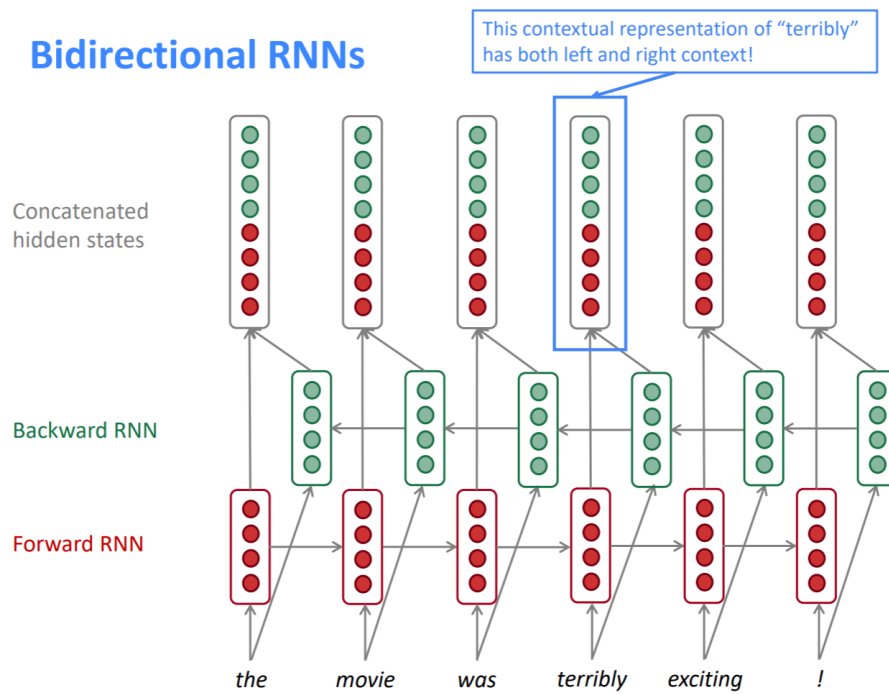 Bidirectional RNNs
This contextual representation of “terribly”
has both left and right context!
Concatenated
hidden states
Backward RNN
Forward RNN
the movie was terribly exciting !